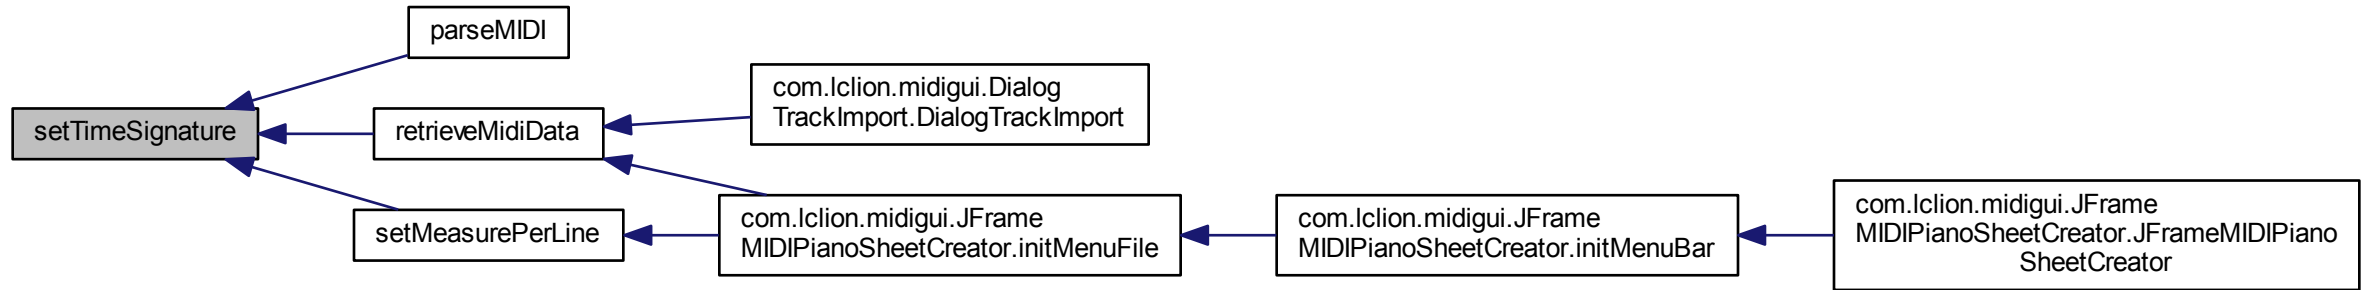 parseMIDI
setTimeSignature
retrieveMidiData
setMeasurePerLine
com.lclion.midigui.Dialog
TrackImport.DialogTrackImport
com.lclion.midigui.JFrame
MIDIPianoSheetCreator.initMenuFile
com.lclion.midigui.JFrame
MIDIPianoSheetCreator.initMenuBar
com.lclion.midigui.JFrame
MIDIPianoSheetCreator.JFrameMIDIPiano
SheetCreator